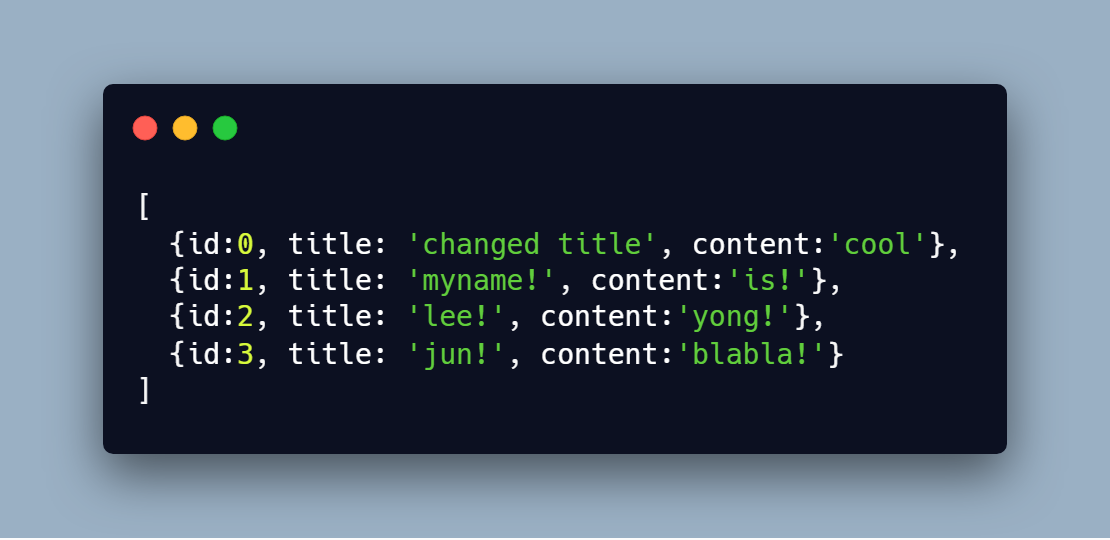 [
  {id:0, title: 'changed title', content:'cool'},
  {id:1, title: 'myname!', content:'is!'},
  {id:2, title: 'lee!', content:'yong!'},
  {id:3, title: 'jun!', content:'blabla!'}
]